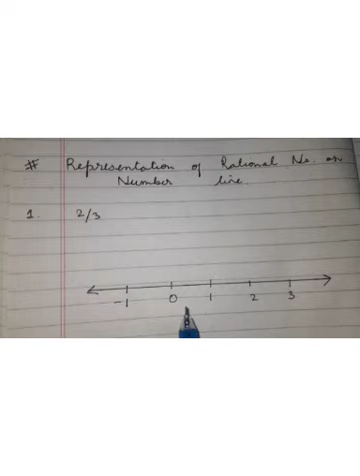 # Representation of Rational No. on
Number line.
1. 2/3
-1 0 1 2 3